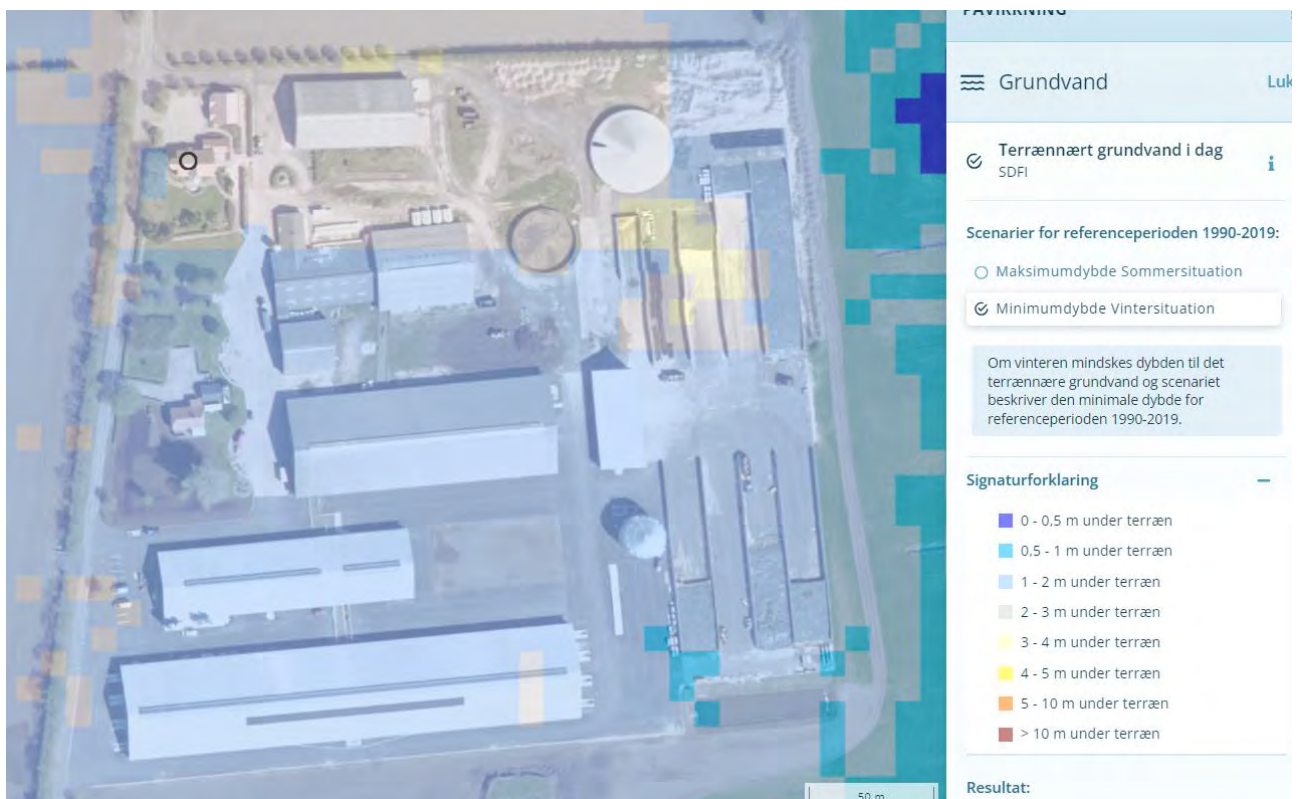 PÅVIRKNING
Grundvand
Luk
Terrænnært grundvand i dag
SDFI
i
Scenarier for referenceperioden 1990-2019:
Maksimumdybde Sommersituation
Minimumdybde Vintersituation
Om vinteren mindskes dybden til det
terrænnære grundvand og scenariet
beskriver den minimale dybde for
referenceperioden 1990-2019.
Signaturforklaring
0 - 0,5 m under terræn
0,5 - 1 m under terræn
1 - 2 m under terræn
2 - 3 m under terræn
3 - 4 m under terræn
4 - 5 m under terræn
5 - 10 m under terræn
> 10 m under terræn
50 m
Resultat: